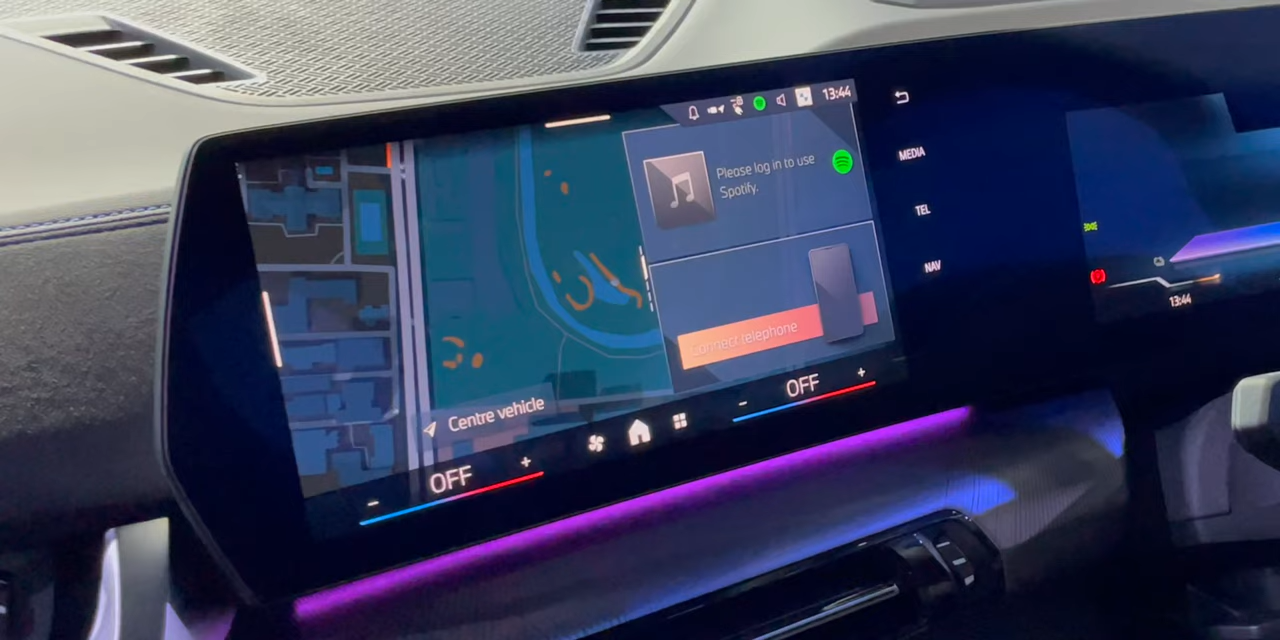 13:44
Please log in to use
Spotify.
Connect telephone
Centre vehicle
- OFF +
- OFF +
MEDIA
TEL
NAV
13:44